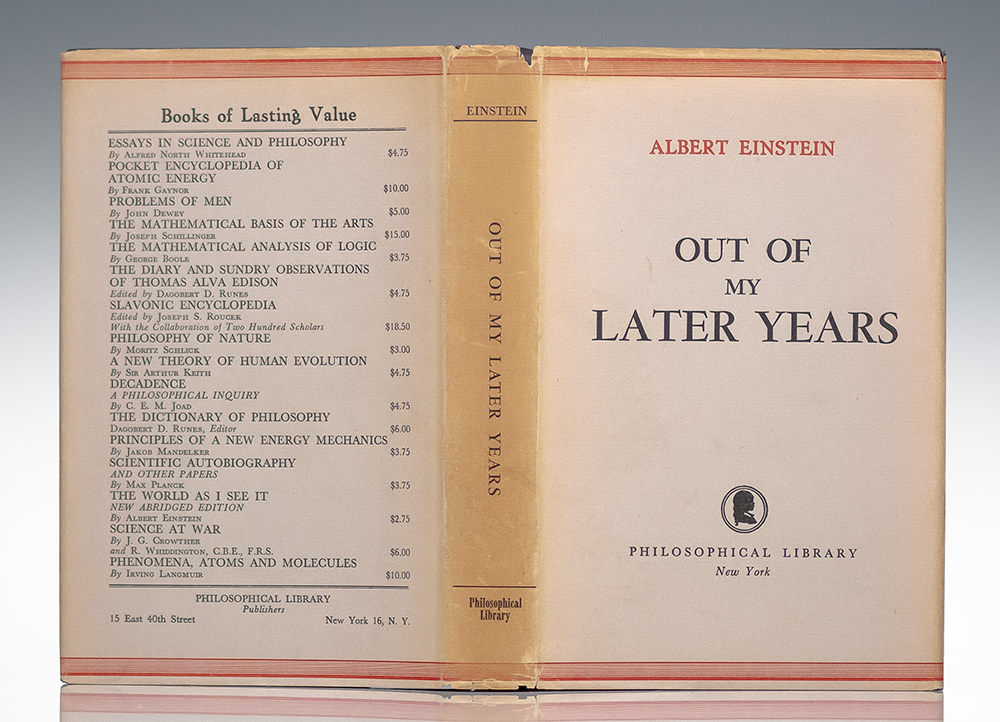 Books of Lasting Value
ESSAYS IN SCIENCE AND PHILOSOPHY
By ALFRED NORTH WHITEHEAD $4.75
POCKET ENCYCLOPEDIA OF
ATOMIC ENERGY
By FRANK GAYNOR $10.00
PROBLEMS OF MEN
By JOHN DEWEY $5.00
THE MATHEMATICAL BASIS OF THE ARTS
By JOSEPH SCHILLINGER $15.00
THE MATHEMATICAL ANALYSIS OF LOGIC
By GEORGE BOOLE $3.75
THE DIARY AND SUNDRY OBSERVATIONS
OF THOMAS ALVA EDISON
Edited by DAGOBERT D. RUNES $4.75
SLAVONIC ENCYCLOPEDIA
Edited by JOSEPH S. ROUCEK
With the Collaboration of Two Hundred Scholars $18.50
PHILOSOPHY OF NATURE
By MORITZ SCHLICK $3.00
A NEW THEORY OF HUMAN EVOLUTION
By SIR ARTHUR KEITH $4.75
DECADENCE
A PHILOSOPHICAL INQUIRY
By C. E. M. JOAD $4.75
THE DICTIONARY OF PHILOSOPHY
DAGOBERT D. RUNES, Editor $6.00
PRINCIPLES OF A NEW ENERGY MECHANICS
By JAKOB MANDELKER $3.75
SCIENTIFIC AUTOBIOGRAPHY
AND OTHER PAPERS
By MAX PLANCK $3.75
THE WORLD AS I SEE IT
NEW ABRIDGED EDITION
By ALBERT EINSTEIN $2.75
SCIENCE AT WAR
By J. G. CROWTHER
and R. WHIDDINGTON, C.B.E., F.R.S. $6.00
PHENOMENA, ATOMS AND MOLECULES
By IRVING LANGMUIR $10.00
PHILOSOPHICAL LIBRARY
Publishers
15 East 40th Street New York 16, N. Y.
EINSTEIN
OUT OF MY LATER YEARS
Philosophical
Library
ALBERT EINSTEIN
OUT OF
MY
LATER YEARS
PHILOSOPHICAL LIBRARY
New York